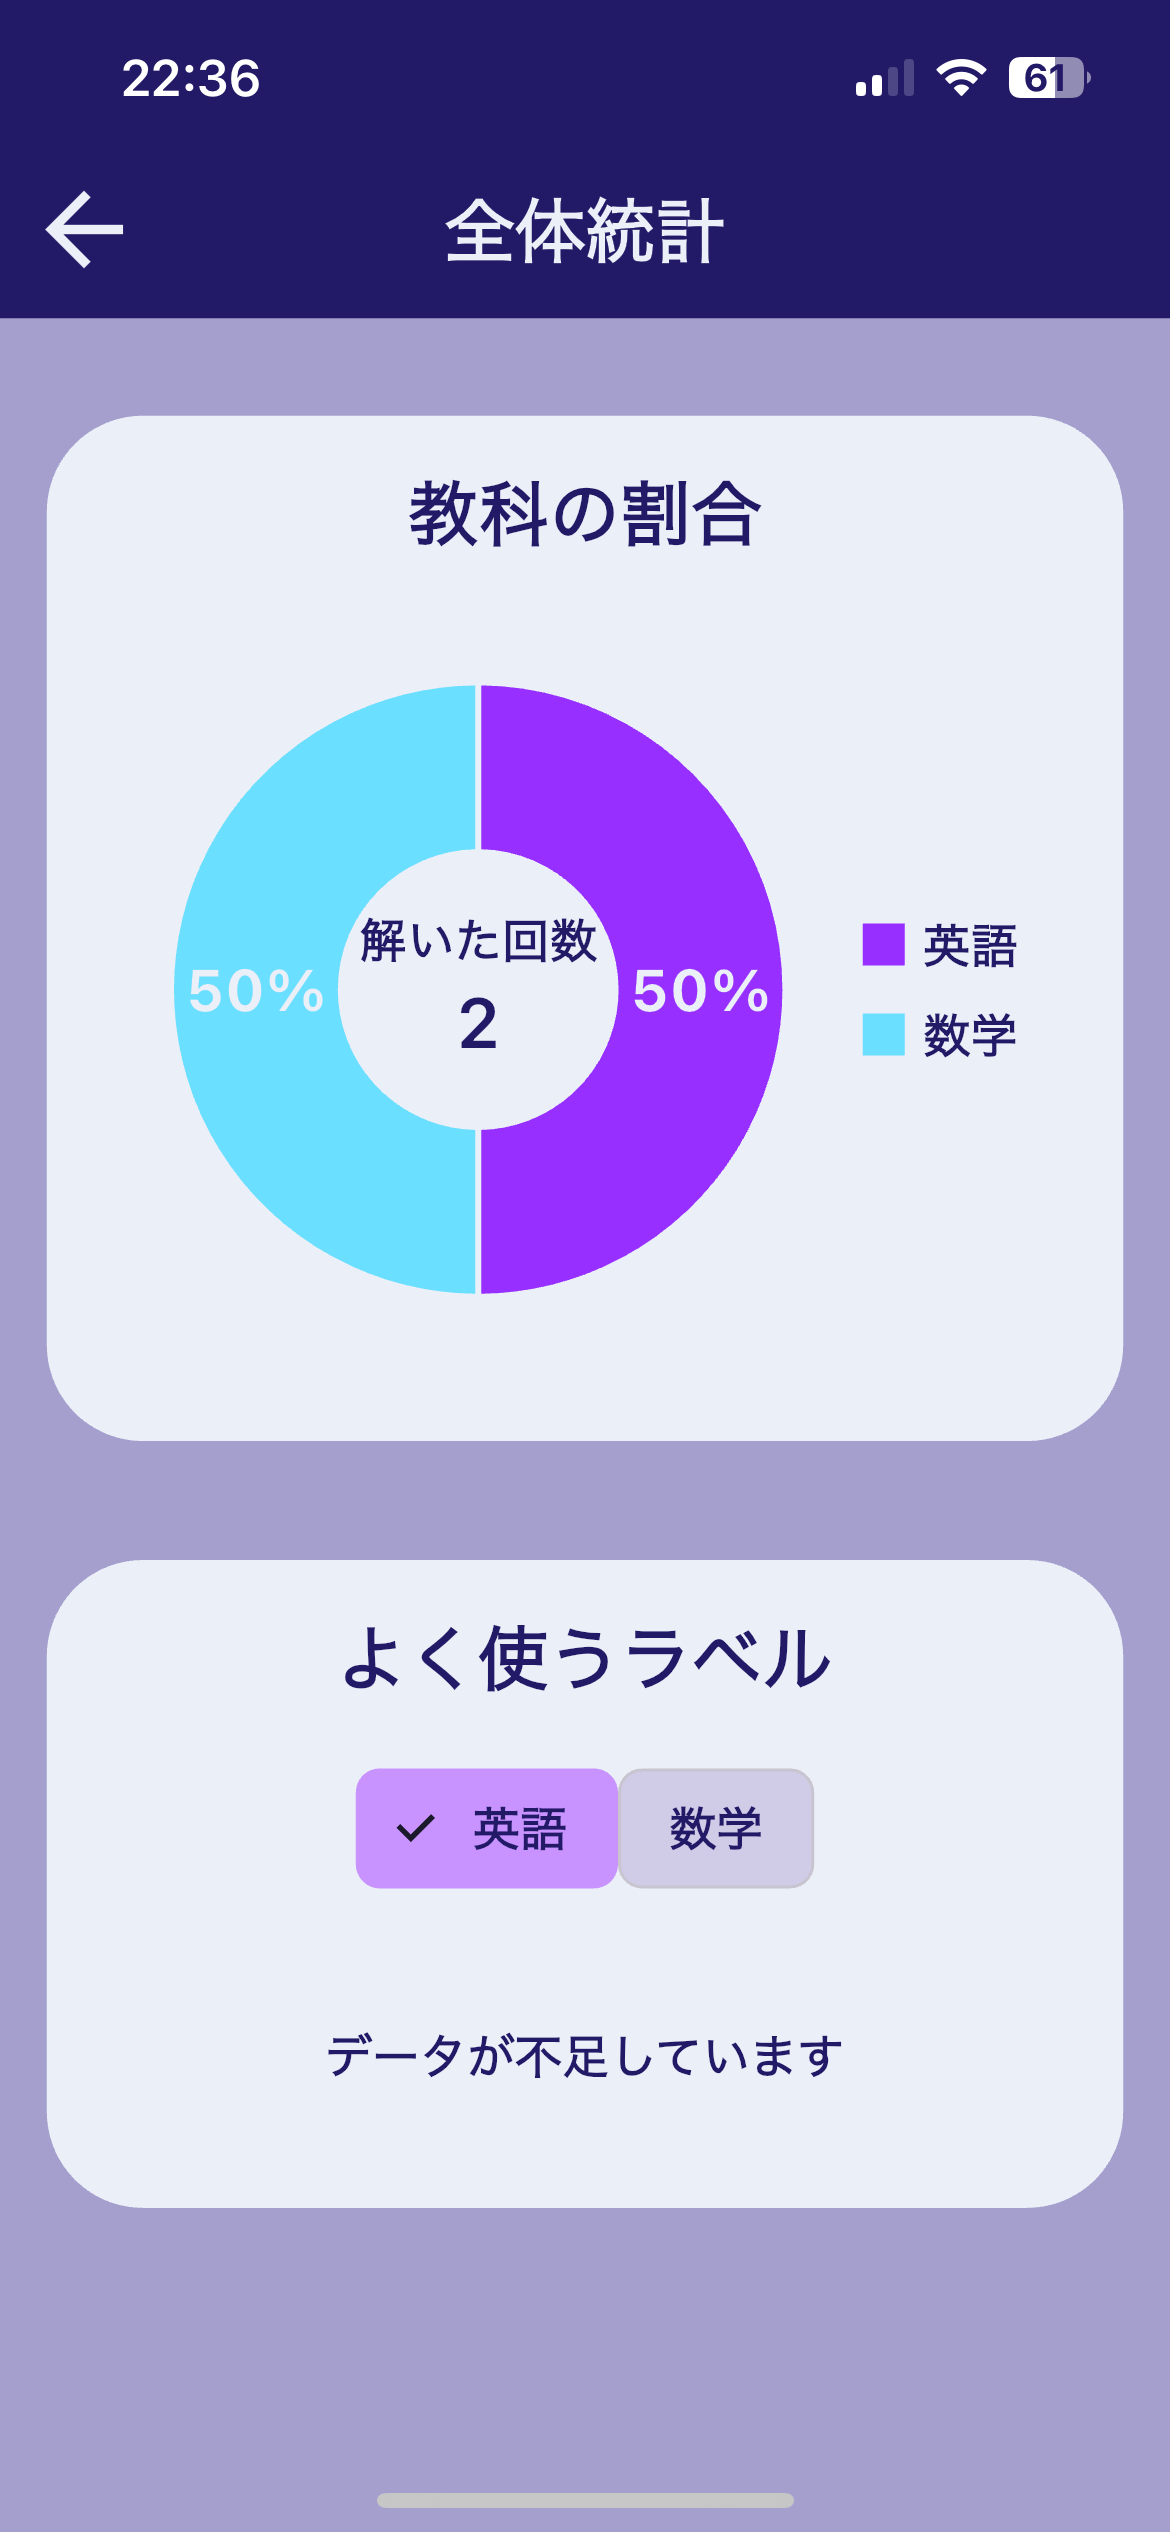 22:36
61
全体統計
教科の割合
解いた回数
50%
50%
2
英語
数学
よく使うラベル
英語
数学
データが不足しています